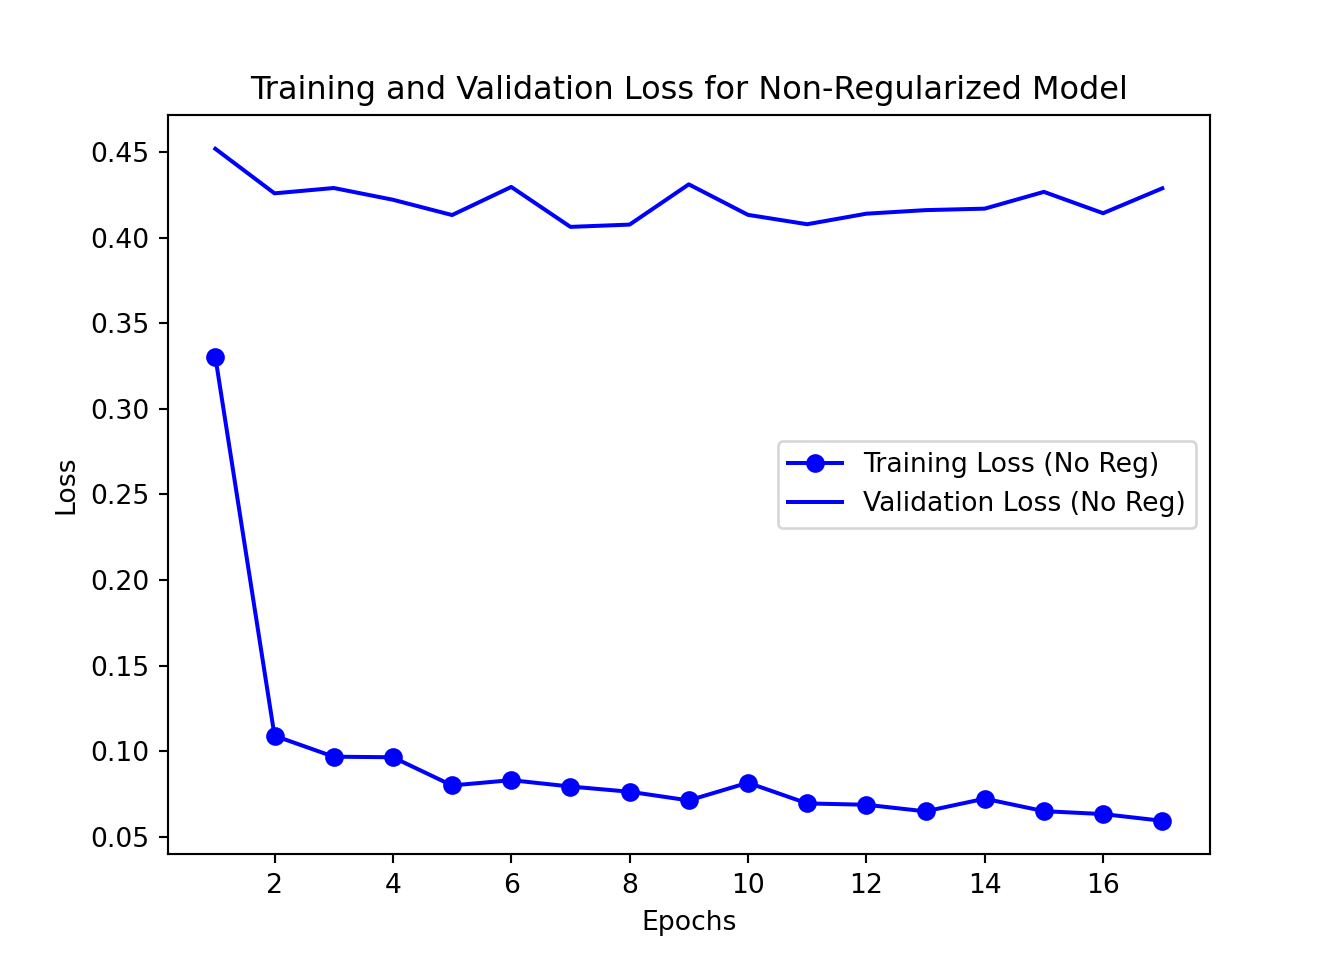 Training and Validation Loss for Non-Regularized Model
0.45
0.40
0.35
0.30
0.25
0.20
0.15
0.10
0.05
Loss
Training Loss (No Reg)
Validation Loss (No Reg)
2 4 6 8 10 12 14 16
Epochs